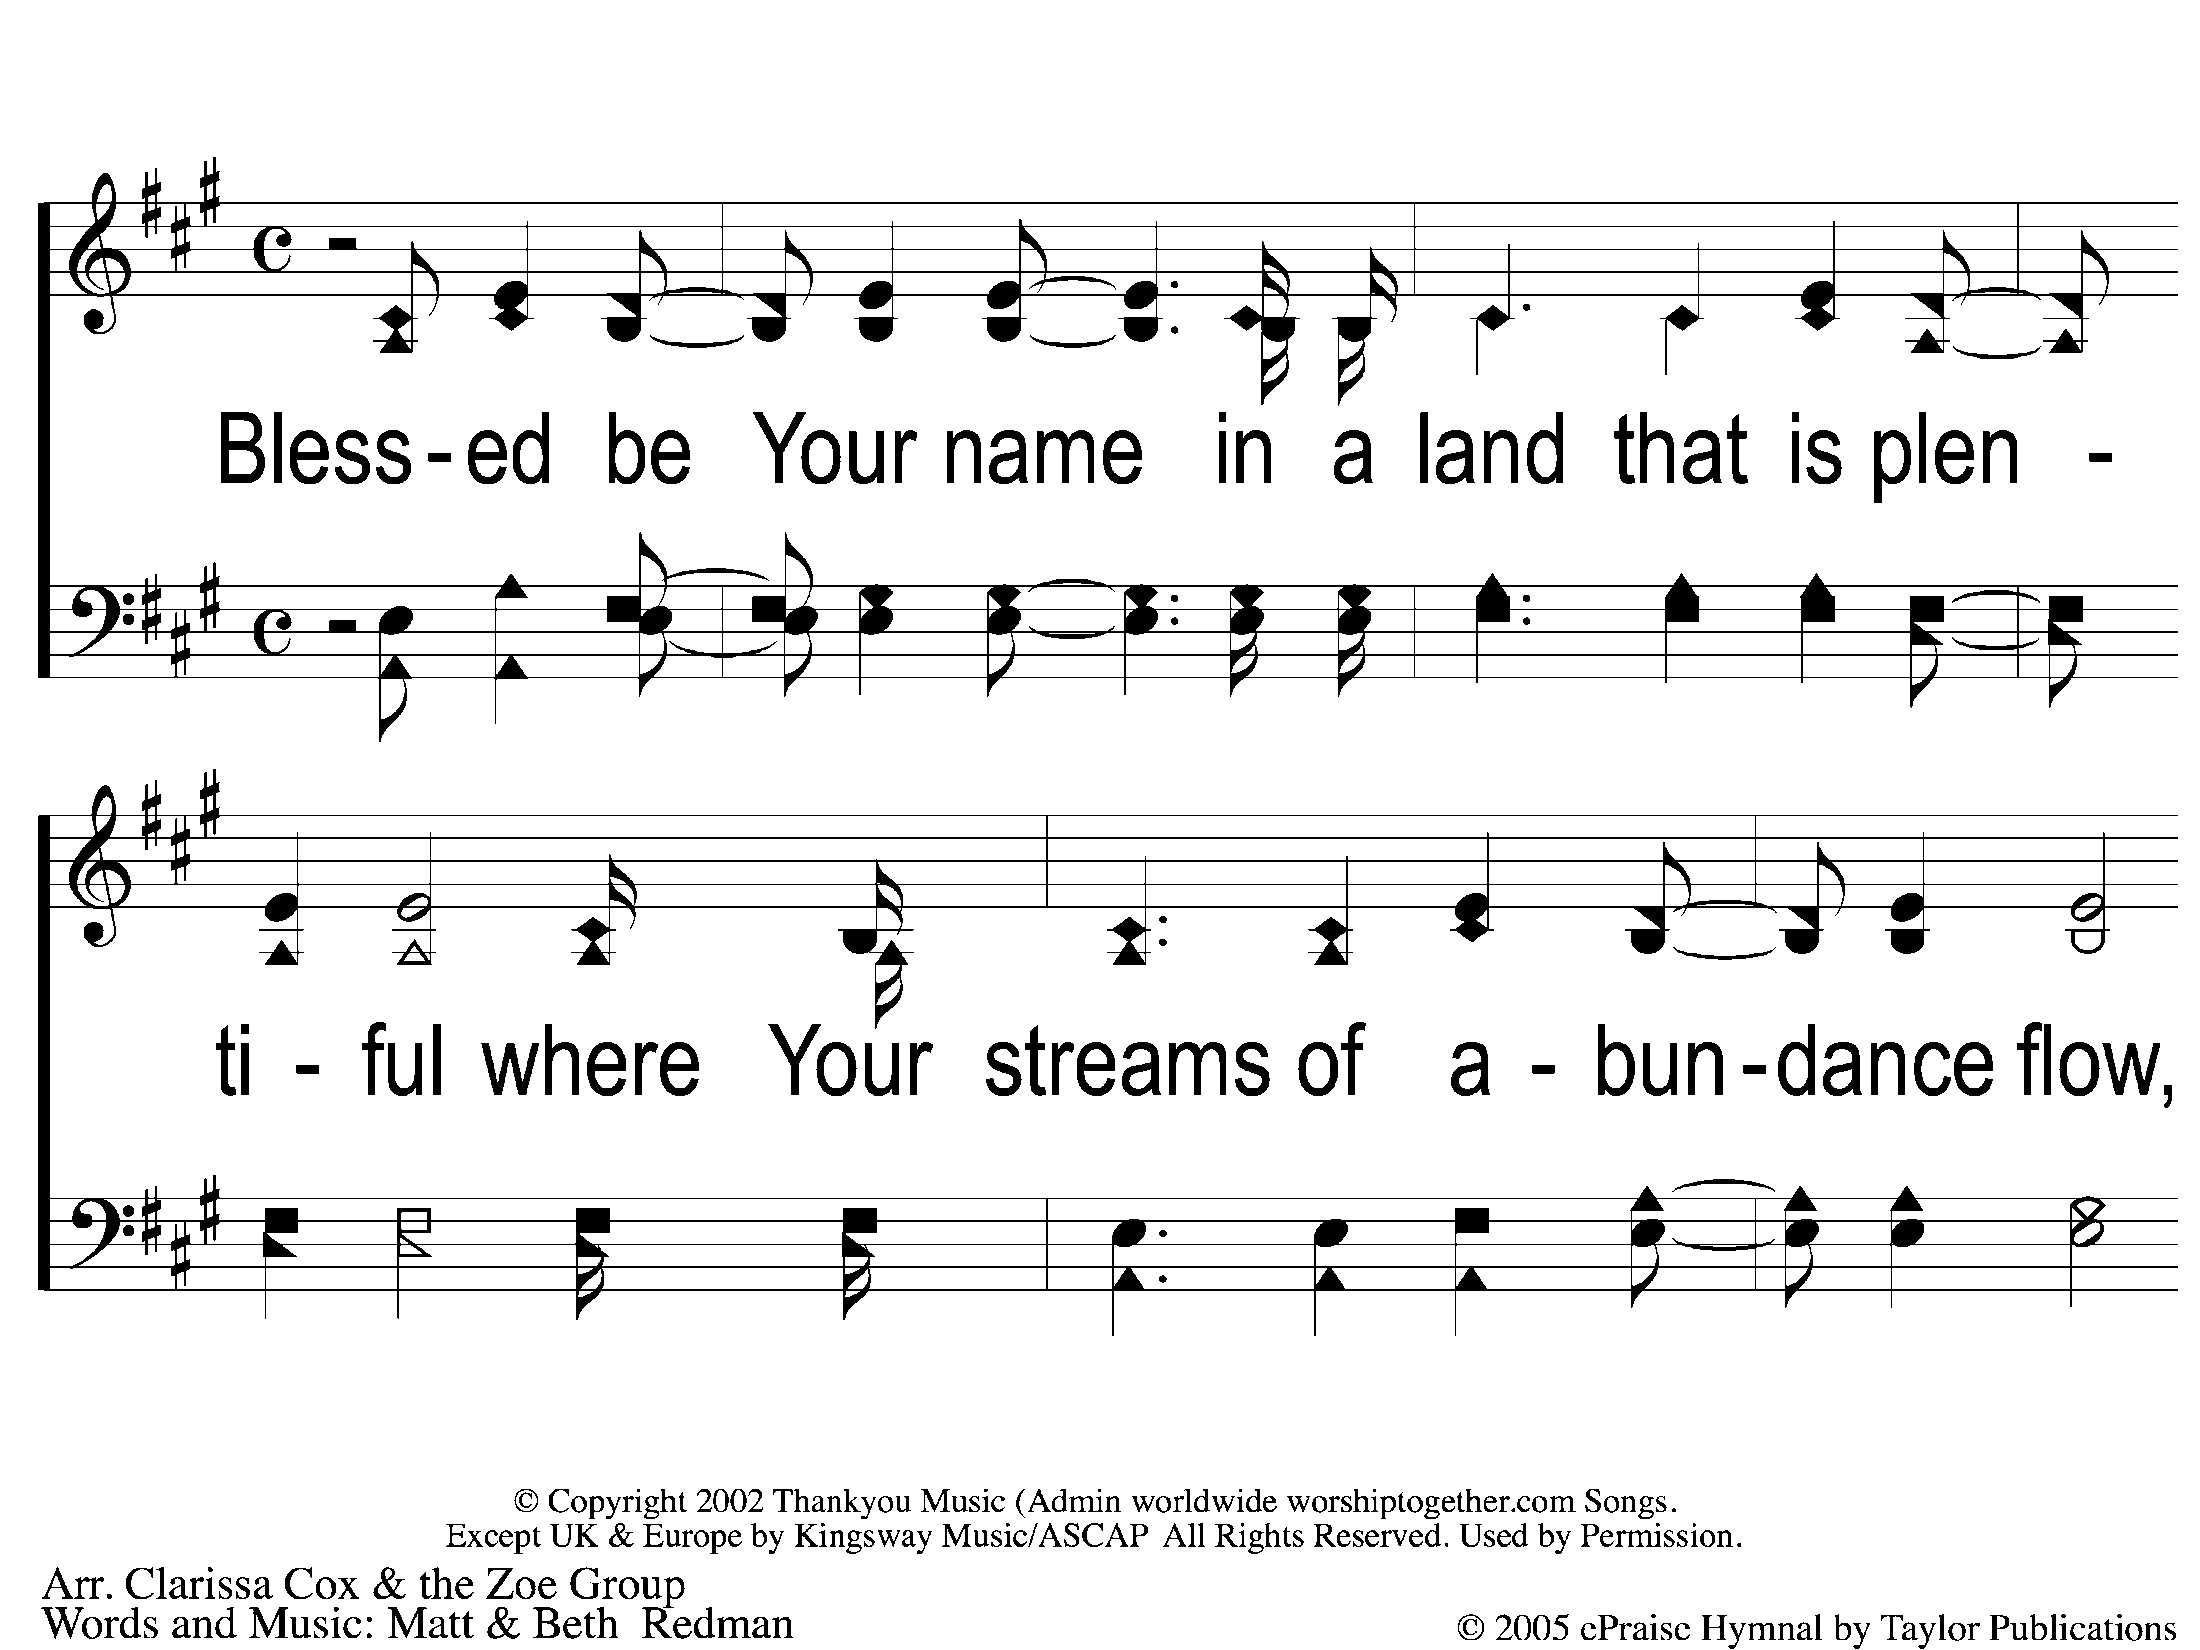 Bless - ed be Your name in a land that is plen -
ti - ful where Your streams of a - bun - dance flow,
© Copyright 2002 Thankyou Music (Admin worldwide worshiptogether.com Songs.
Except UK & Europe by Kingsway Music/ASCAP All Rights Reserved. Used by Permission.
Arr. Clarissa Cox & the Zoe Group
Words and Music: Matt & Beth Redman
© 2005 ePraise Hymnal by Taylor Publications